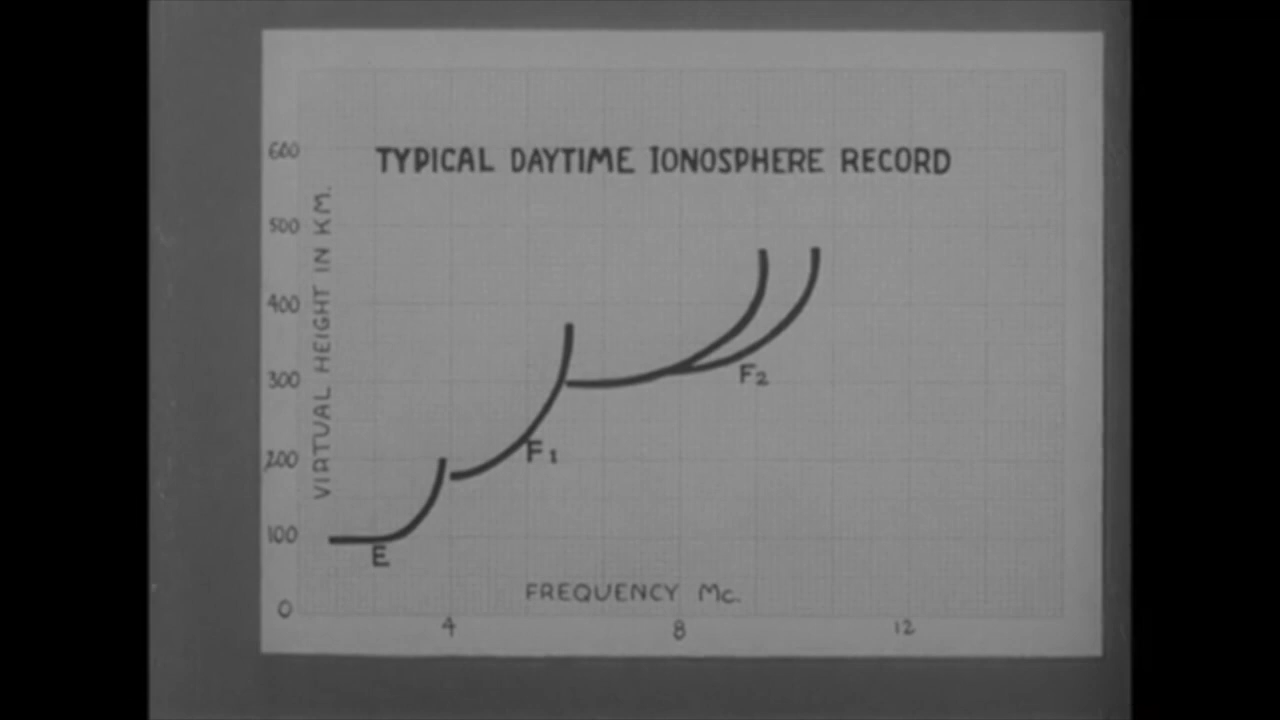 TYPICAL DAYTIME IONOSPHERE RECORD
VIRTUAL HEIGHT IN KM.
600
500
400
300
200
100
0
E
F1
F2
FREQUENCY Mc.
4 8 12